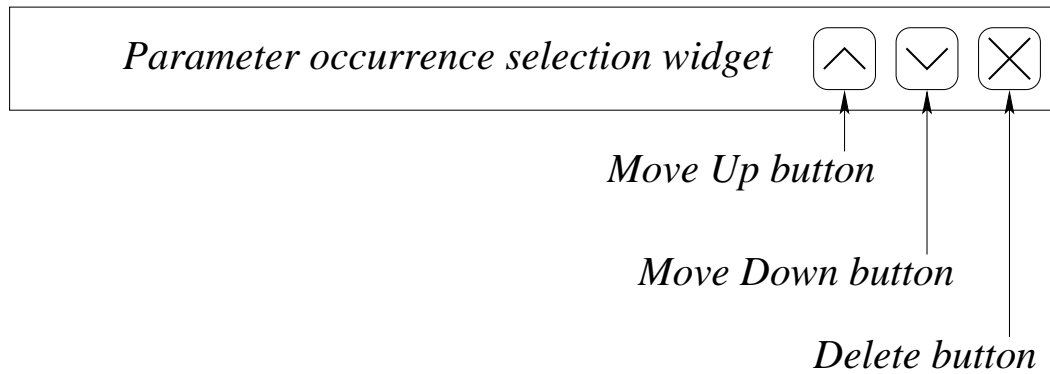 Parameter occurrence selection widget
Move Up button
Move Down button
Delete button